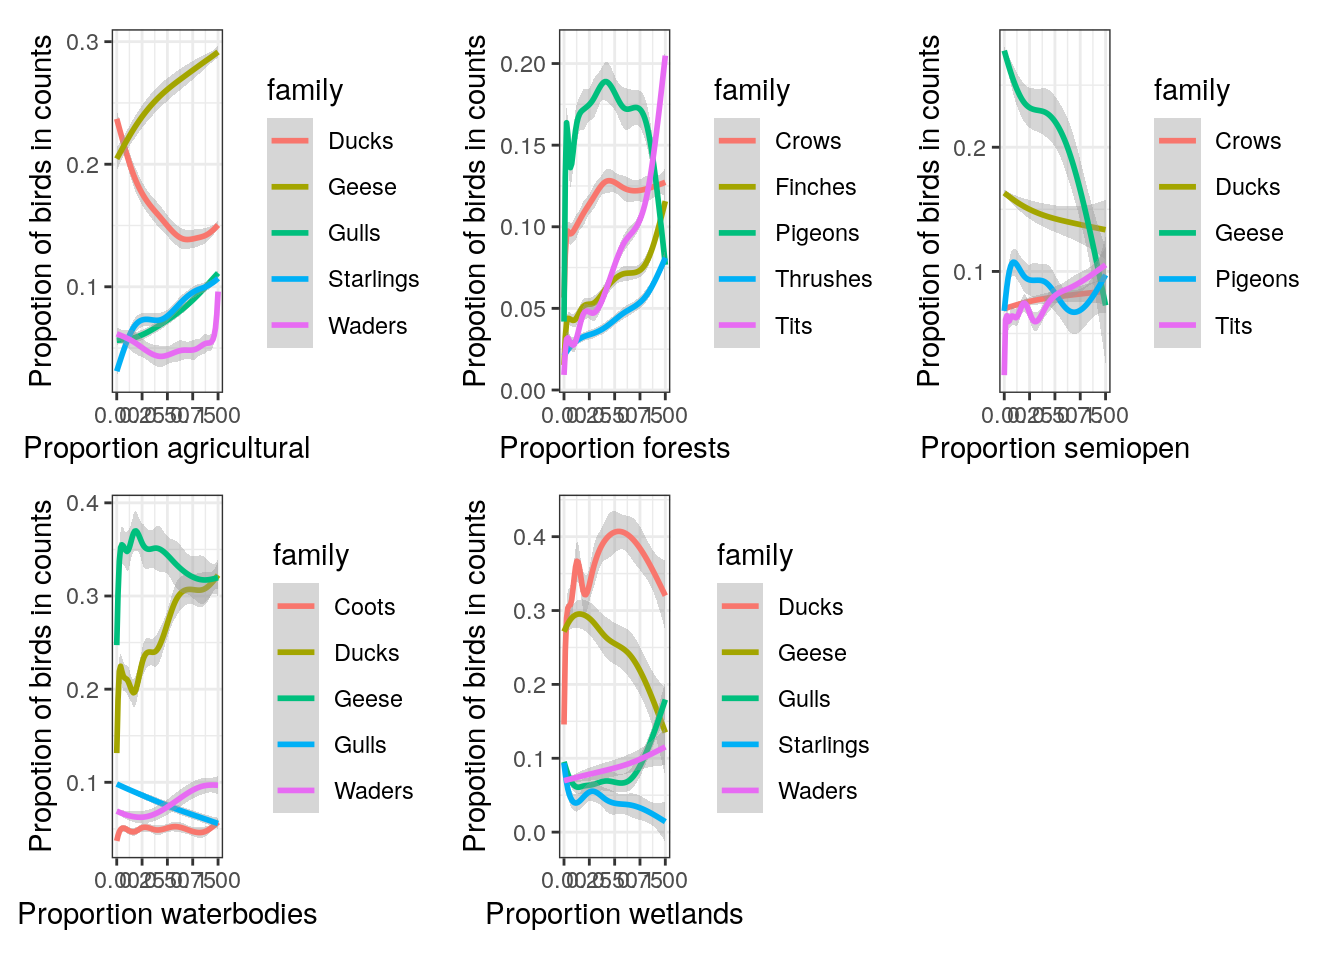 Propotion of birds in counts
0.3
0.2
0.1
0.00
0.25
0.50
0.75
1.00
Proportion agricultural
family
Ducks
Geese
Gulls
Starlings
Waders
Propotion of birds in counts
0.20
0.15
0.10
0.05
0.00
0.00
0.25
0.50
0.75
1.00
Proportion forests
family
Crows
Finches
Pigeons
Thrushes
Tits
Propotion of birds in counts
0.2
0.1
0.00
0.25
0.50
0.75
1.00
Proportion semiopen
family
Crows
Ducks
Geese
Pigeons
Tits
Propotion of birds in counts
0.4
0.3
0.2
0.1
0.00
0.25
0.50
0.75
1.00
Proportion waterbodies
family
Coots
Ducks
Geese
Gulls
Waders
Propotion of birds in counts
0.4
0.3
0.2
0.1
0.0
0.00
0.25
0.50
0.75
1.00
Proportion wetlands
family
Ducks
Geese
Gulls
Starlings
Waders